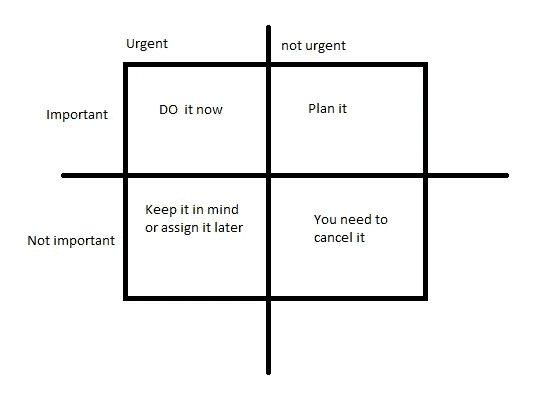 Urgent
not urgent
Important
DO it now
Plan it
Keep it in mind
or assign it later
You need to
cancel it
Not important